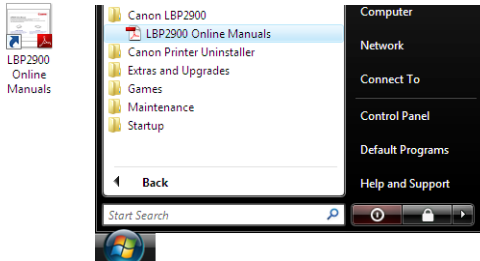 LBP2900
Online
Manuals
Canon LBP2900
LBP2900 Online Manuals
Canon Printer Uninstaller
Extras and Upgrades
Games
Maintenance
Startup
Back
Start Search
Computer
Network
Connect To
Control Panel
Default Programs
Help and Support